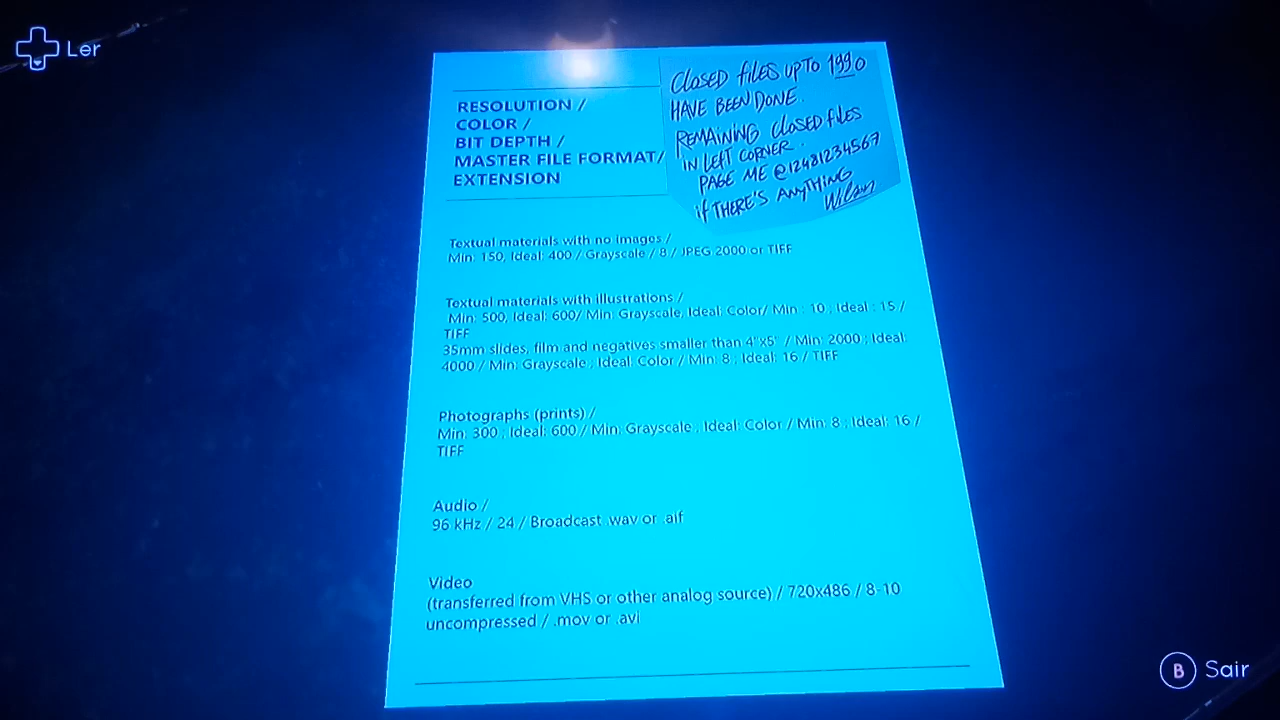 Ler
RESOLUTION /
COLOR /
BIT DEPTH /
MASTER FILE FORMAT/
EXTENSION
CLOSED files UP TO 1990
HAVE BEEN DONE.
REMAINING CLOSED files
IN LEFT CORNER.
PAGE ME @12481234567
if THERE'S ANYTHING
Wilson
Textual materials with no images /
Min: 150, Ideal: 400 / Grayscale / 8 / JPEG 2000 or TIFF
Textual materials with illustrations /
Min: 500, Ideal: 600/ Min: Grayscale, Ideal: Color/ Min : 10 ; Ideal : 15 /
TIFF
35mm slides, film and negatives smaller than 4"x5" / Min: 2000 ; Ideal:
4000 / Min: Grayscale ; Ideal: Color / Min: 8 ; Ideal: 16 / TIFF
Photographs (prints) /
Min: 300 ; Ideal: 600 / Min: Grayscale ; Ideal: Color / Min: 8 ; Ideal: 16 /
TIFF
Audio /
96 kHz / 24 / Broadcast .wav or .aif
Video
(transferred from VHS or other analog source) / 720x486 / 8-10
uncompressed / .mov or .avi
B Sair